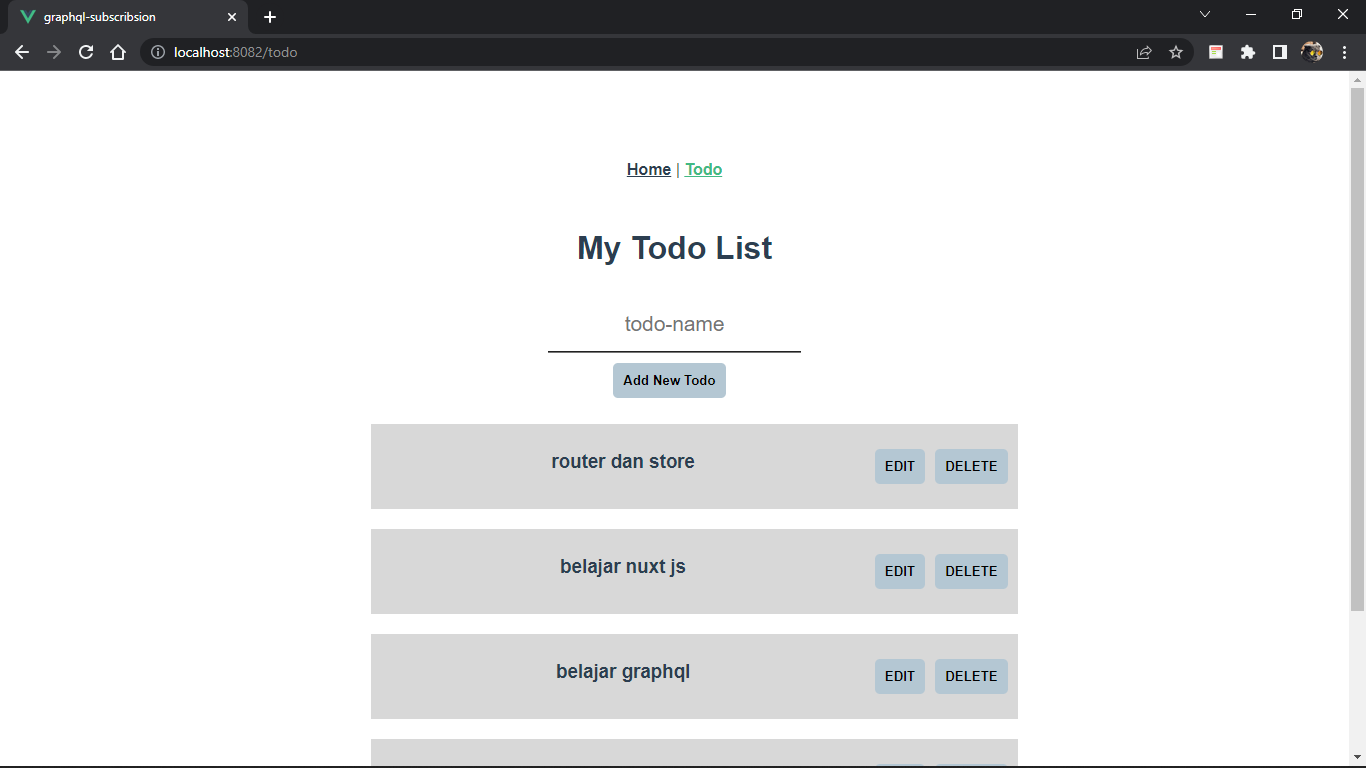 graphql-subscribsion
localhost:8082/todo
Home | Todo
My Todo List
todo-name
Add New Todo
router dan store
EDIT DELETE
belajar nuxt js
EDIT DELETE
belajar graphql
EDIT DELETE